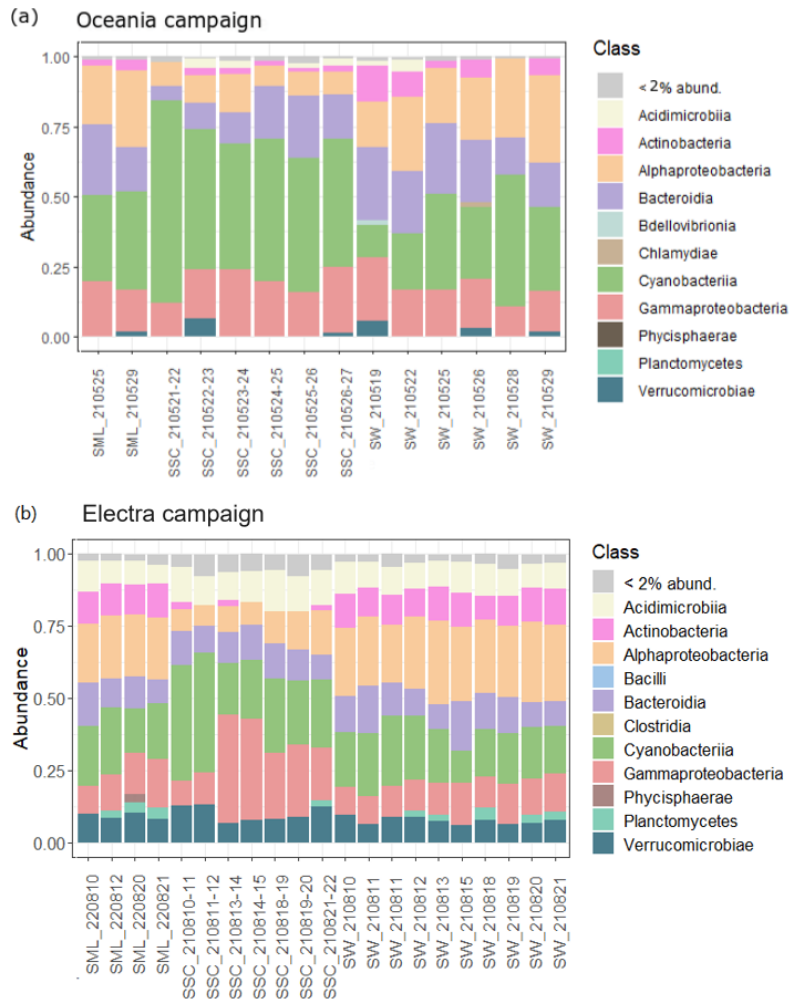 (a) Oceania campaign
Class
1.00
0.75
0.50
0.25
0.00
Abundance
< 2% abund.
Acidimicrobiia
Actinobacteria
Alphaproteobacteria
Bacteroidia
Bdellovibrionia
Chlamydiae
Cyanobacteriia
Gammaproteobacteria
Phycisphaerae
Planctomycetes
Verrucomicrobiae
SML_210525
SML_210529
SSC_210521-22
SSC_210522-23
SSC_210523-24
SSC_210524-25
SSC_210525-26
SSC_210526-27
SW_210519
SW_210522
SW_210525
SW_210526
SW_210528
SW_210529
(b) Electra campaign
Class
1.00
0.75
0.50
0.25
0.00
Abundance
< 2% abund.
Acidimicrobiia
Actinobacteria
Alphaproteobacteria
Bacilli
Bacteroidia
Clostridia
Cyanobacteriia
Gammaproteobacteria
Phycisphaerae
Planctomycetes
Verrucomicrobiae
SML_220810
SML_220812
SML_220820
SML_220821
SSC_210810-11
SSC_210811-12
SSC_210813-14
SSC_210814-15
SSC_210818-19
SSC_210819-20
SSC_210821-22
SW_210810
SW_210811
SW_210811
SW_210812
SW_210813
SW_210815
SW_210818
SW_210819
SW_210820
SW_210821